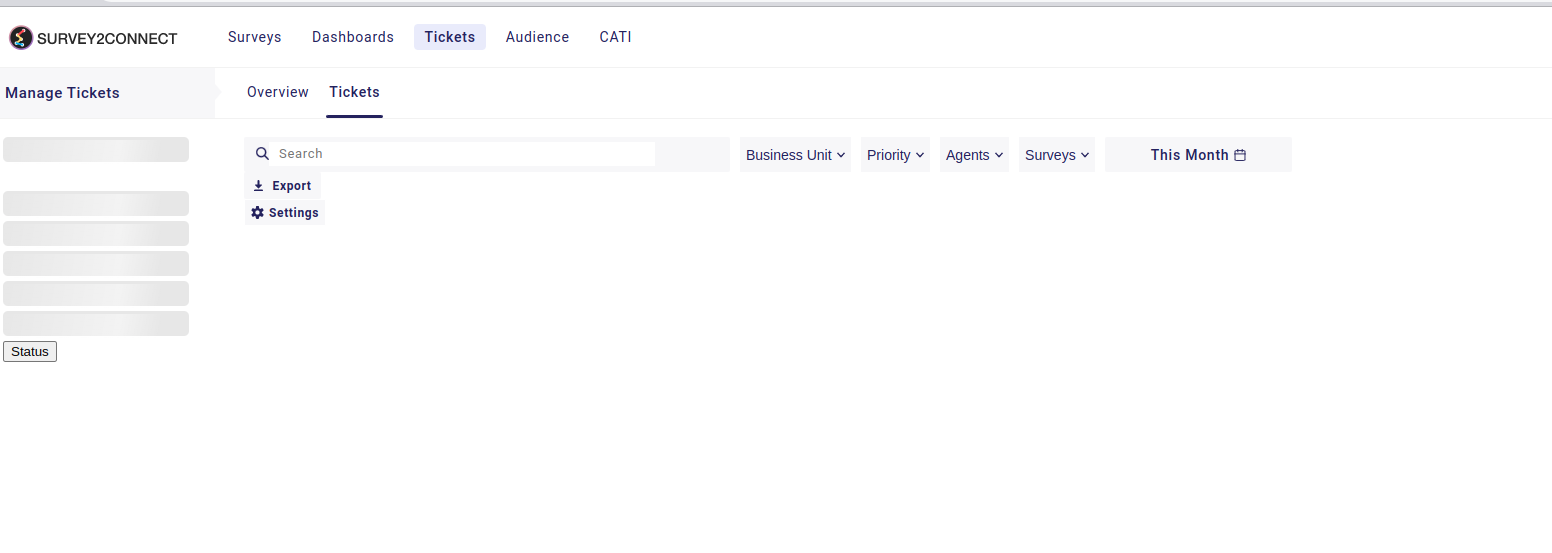 SURVEY2CONNECT Surveys Dashboards Tickets Audience CATI
Manage Tickets Overview Tickets
Search Business Unit Priority Agents Surveys This Month
Export
Settings
Status